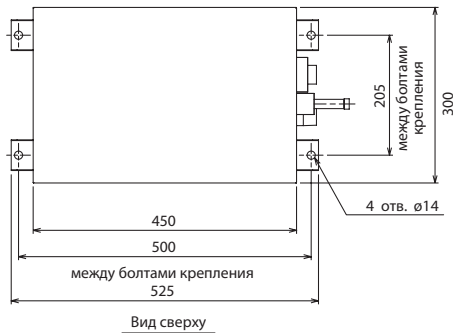 205
между болтами
крепления
300
4 отв. ø14
450
500
между болтами крепления
525
Вид сверху